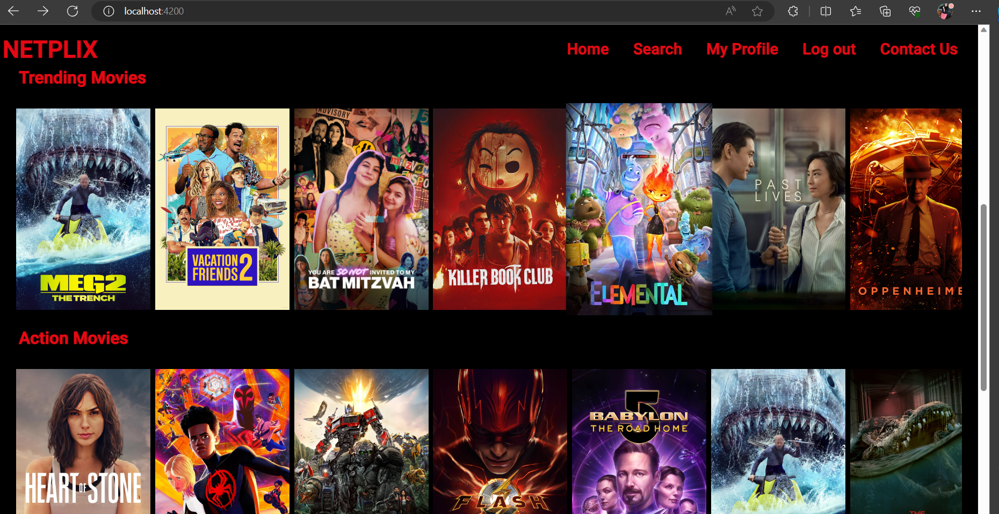 localhost:4200
NETPLIX
Home Search My Profile Log out Contact Us
Trending Movies
ADVISORY
PAST
LIVES
MEG2
THE TRENCH
VACATION
FRIENDS 2
YOU ARE SO NOT INVITED TO MY
BAT MITZVAH
KILLER BOOK CLUB
ELEMENTAL
OPPENHEIME
Action Movies
HEART OF STONE
FLASH
5
BABYLON
THE ROAD HOME
THE